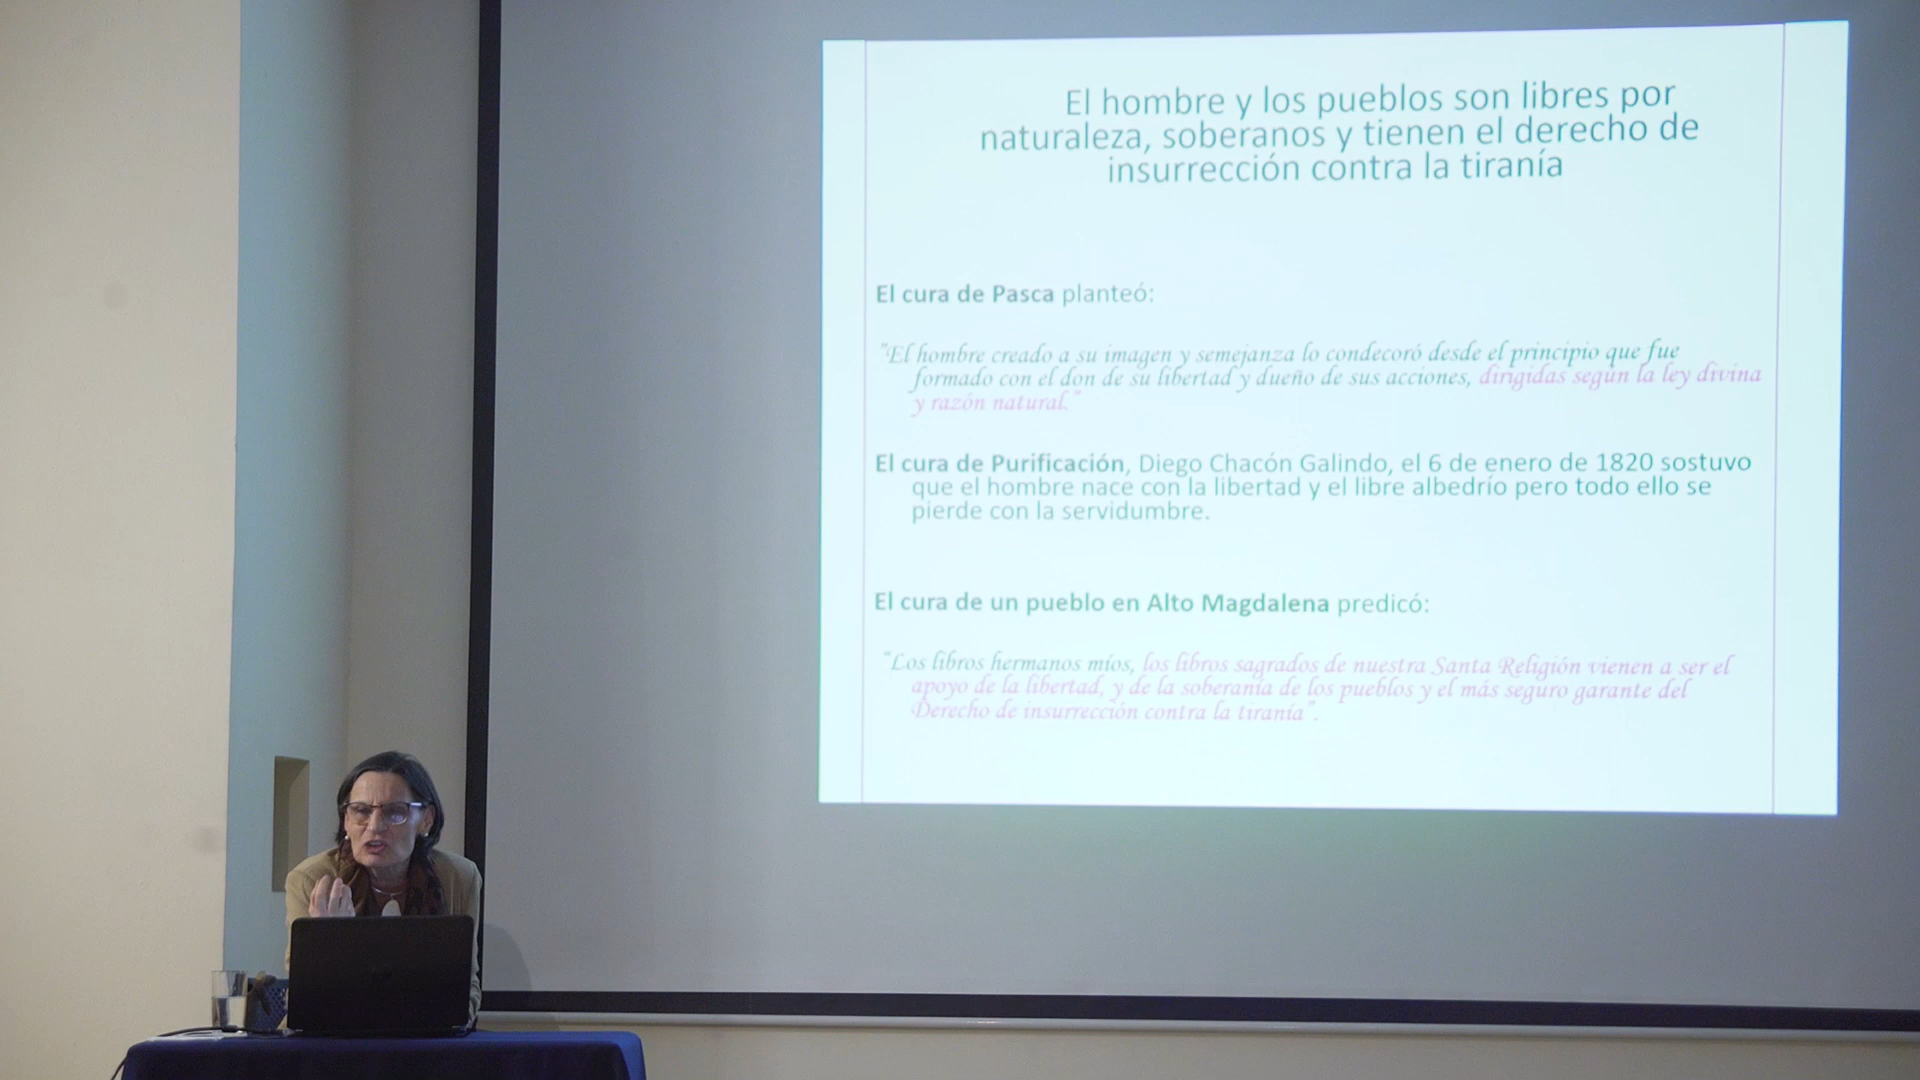 El hombre y los pueblos son libres por
naturaleza, soberanos y tienen el derecho de
insurrección contra la tiranía
El cura de Pasca planteó:
"El hombre creado a su imagen y semejanza lo condecoró desde el principio que fue
formado con el don de su libertad y dueño de sus acciones, dirigidas según la ley divina
y razón natural."
El cura de Purificación, Diego Chacón Galindo, el 6 de enero de 1820 sostuvo
que el hombre nace con la libertad y el libre albedrío pero todo ello se
pierde con la servidumbre.
El cura de un pueblo en Alto Magdalena predicó:
"Los libros hermanos míos, los libros sagrados de nuestra Santa Religión vienen a ser el
apoyo de la libertad, y de la soberanía de los pueblos y el más seguro garante del
Derecho de insurrección contra la tiranía".